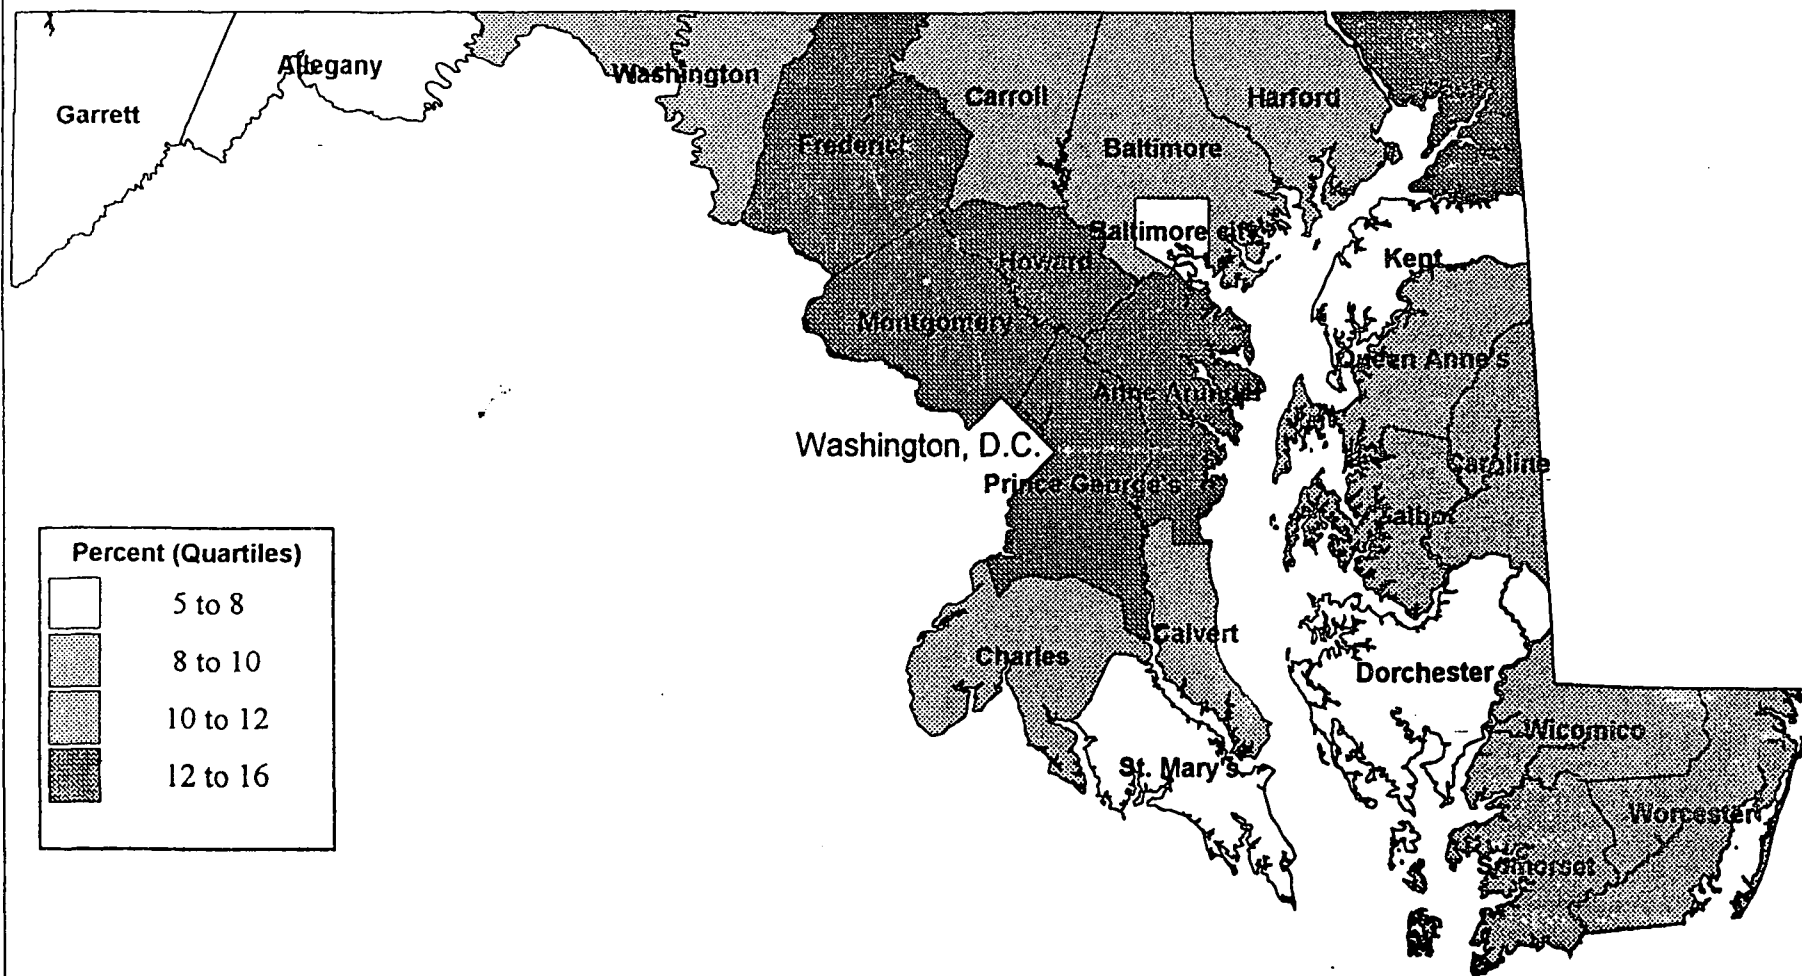 Allegany
Garrett
Washington
Carroll
Harford
Frederick
Baltimore
Baltimore city
Howard
Kent
Montgomery
Queen Anne's
Anne Arundel
Washington, D.C.
Prince George's
Caroline
Talbot
Calvert
Charles
Dorchester
St. Mary's
Wicomico
Worcester
Somerset
Percent (Quartiles)
5 to 8
8 to 10
10 to 12
12 to 16